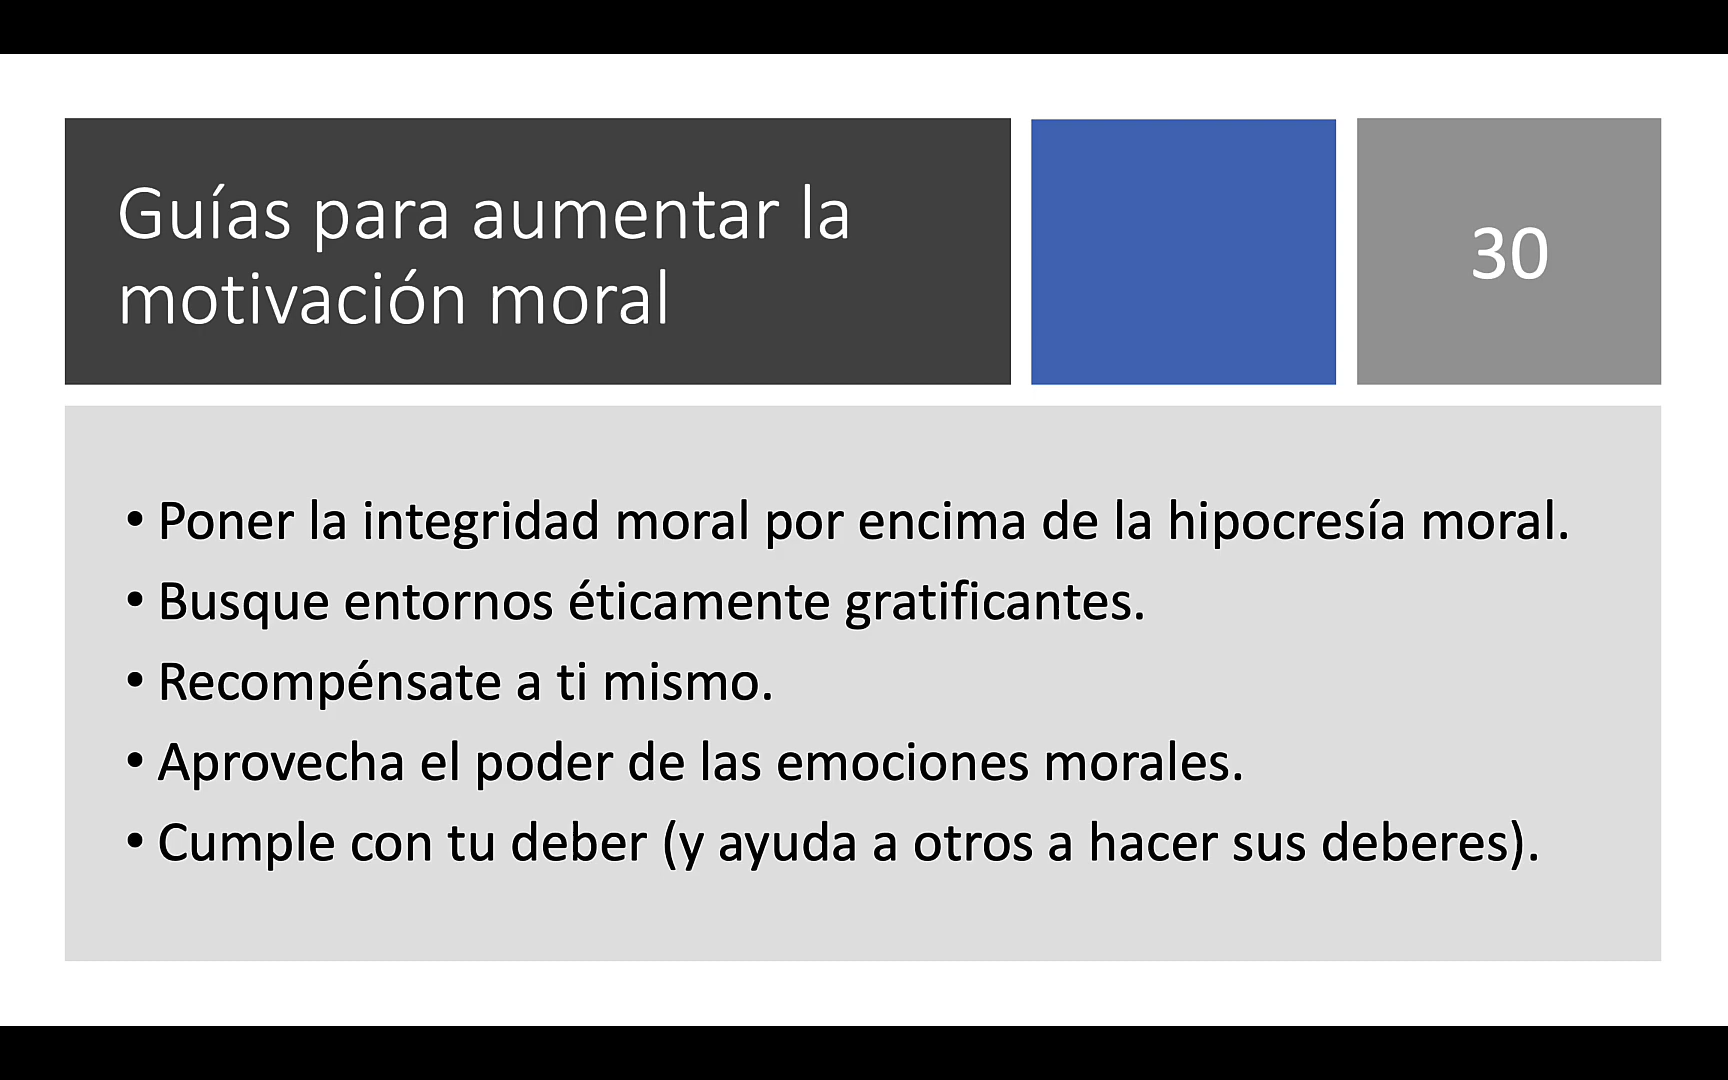 Guías para aumentar la
motivación moral
30
• Poner la integridad moral por encima de la hipocresía moral.
• Busque entornos éticamente gratificantes.
• Recompénsate a ti mismo.
• Aprovecha el poder de las emociones morales.
• Cumple con tu deber (y ayuda a otros a hacer sus deberes).